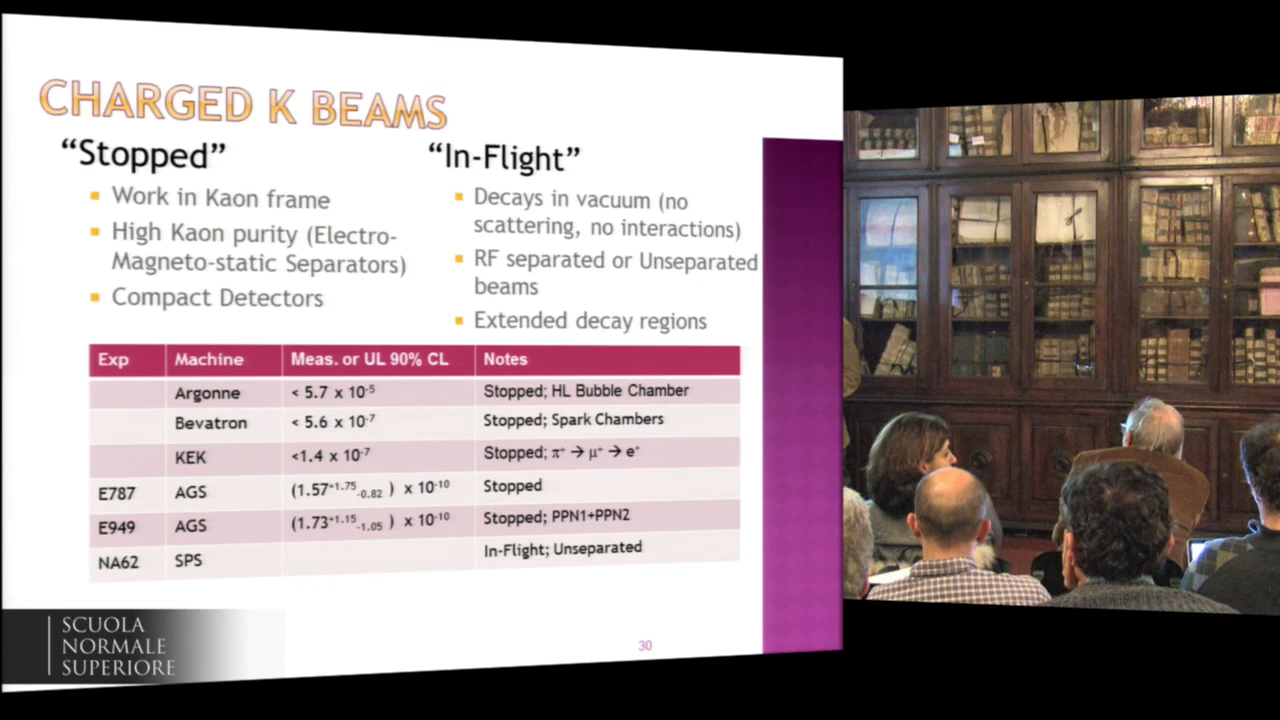 CHARGED K BEAMS
“Stopped”
▪ Work in Kaon frame
▪ High Kaon purity (Electro-
Magneto-static Separators)
▪ Compact Detectors
“In-Flight”
▪ Decays in vacuum (no
scattering, no interactions)
▪ RF separated or Unseparated
beams
▪ Extended decay regions
Exp Machine Meas. or UL 90% CL Notes
Argonne < 5.7 x 10⁻⁵ Stopped; HL Bubble Chamber
Bevatron < 5.6 x 10⁻⁷ Stopped; Spark Chambers
KEK <1.4 x 10⁻⁷ Stopped; π⁺ → μ⁺ → e⁺
E787 AGS (1.57⁺¹·⁷⁵₋₀.₈₂ ) x 10⁻¹⁰ Stopped
E949 AGS (1.73⁺¹·¹⁵₋₁.₀₅ ) x 10⁻¹⁰ Stopped; PPN1+PPN2
NA62 SPS In-Flight; Unseparated
30
SCUOLA
NORMALE
SUPERIORE